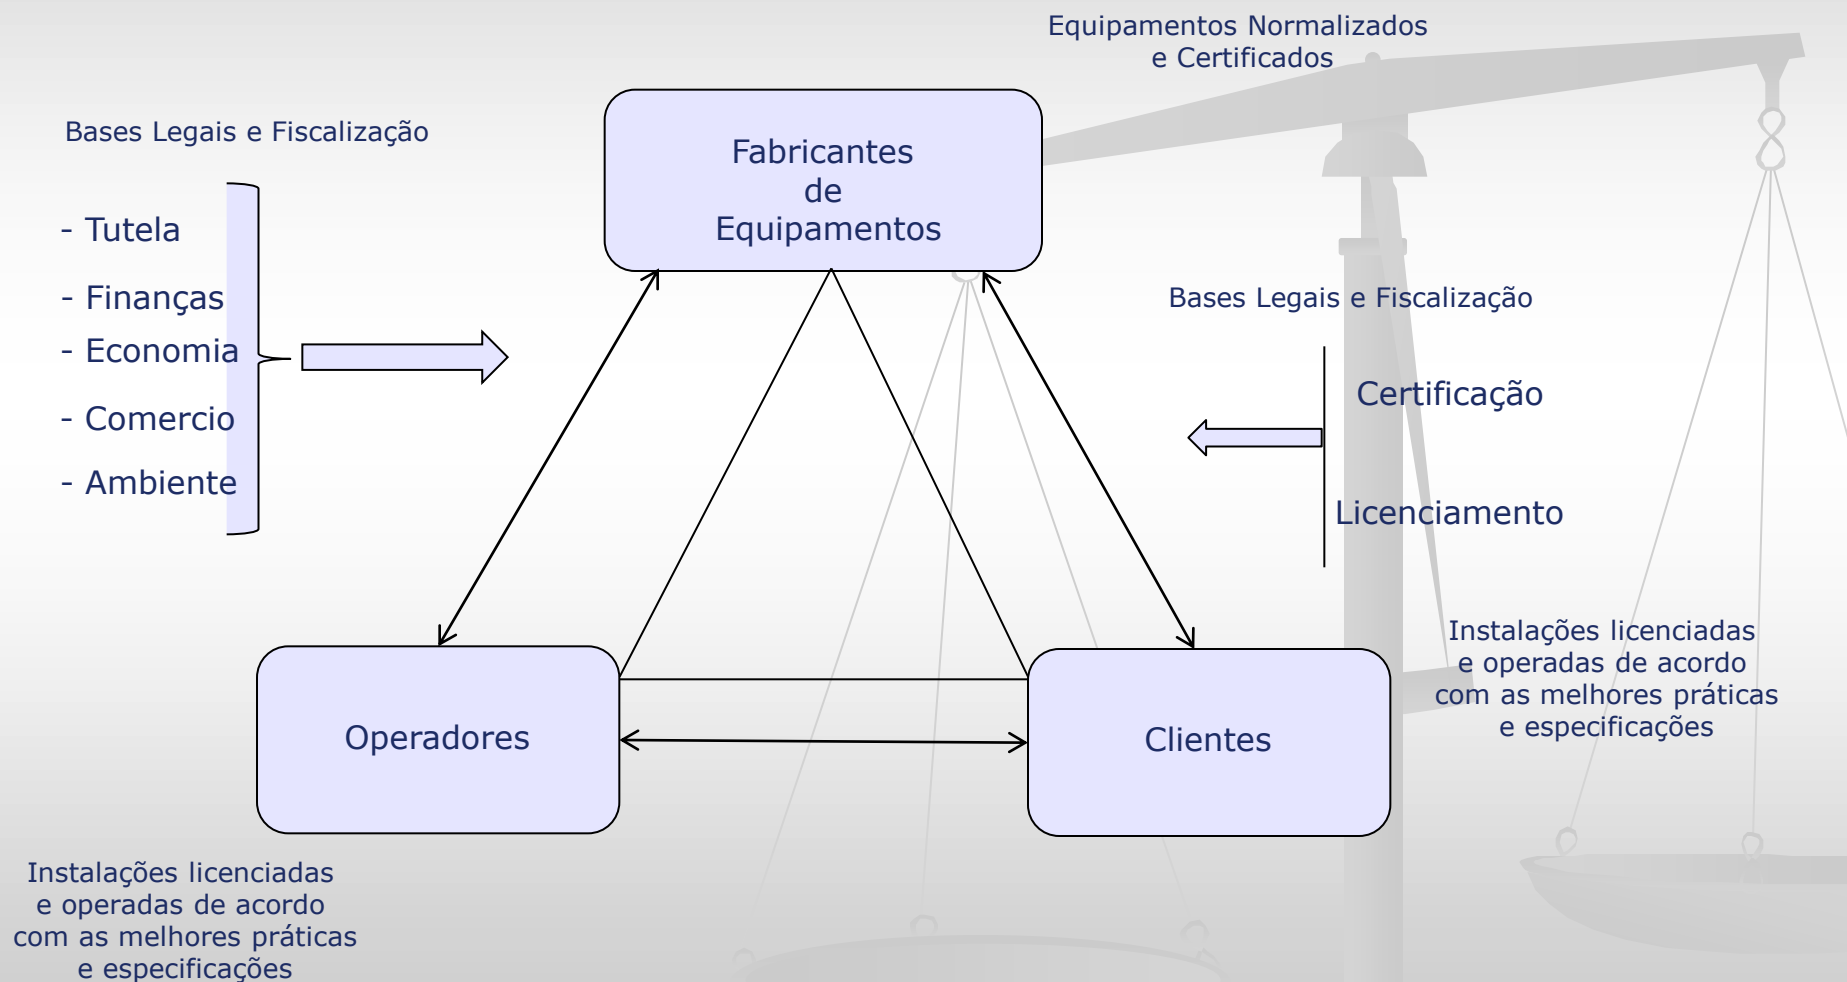 Equipamentos Normalizados
e Certificados
Bases Legais e Fiscalização
Fabricantes
de
Equipamentos
- Tutela
- Finanças
- Economia
- Comercio
- Ambiente
Bases Legais e Fiscalização
Certificação
Licenciamento
Instalações licenciadas
e operadas de acordo
com as melhores práticas
e especificações
Operadores
Clientes
Instalações licenciadas
e operadas de acordo
com as melhores práticas
e especificações